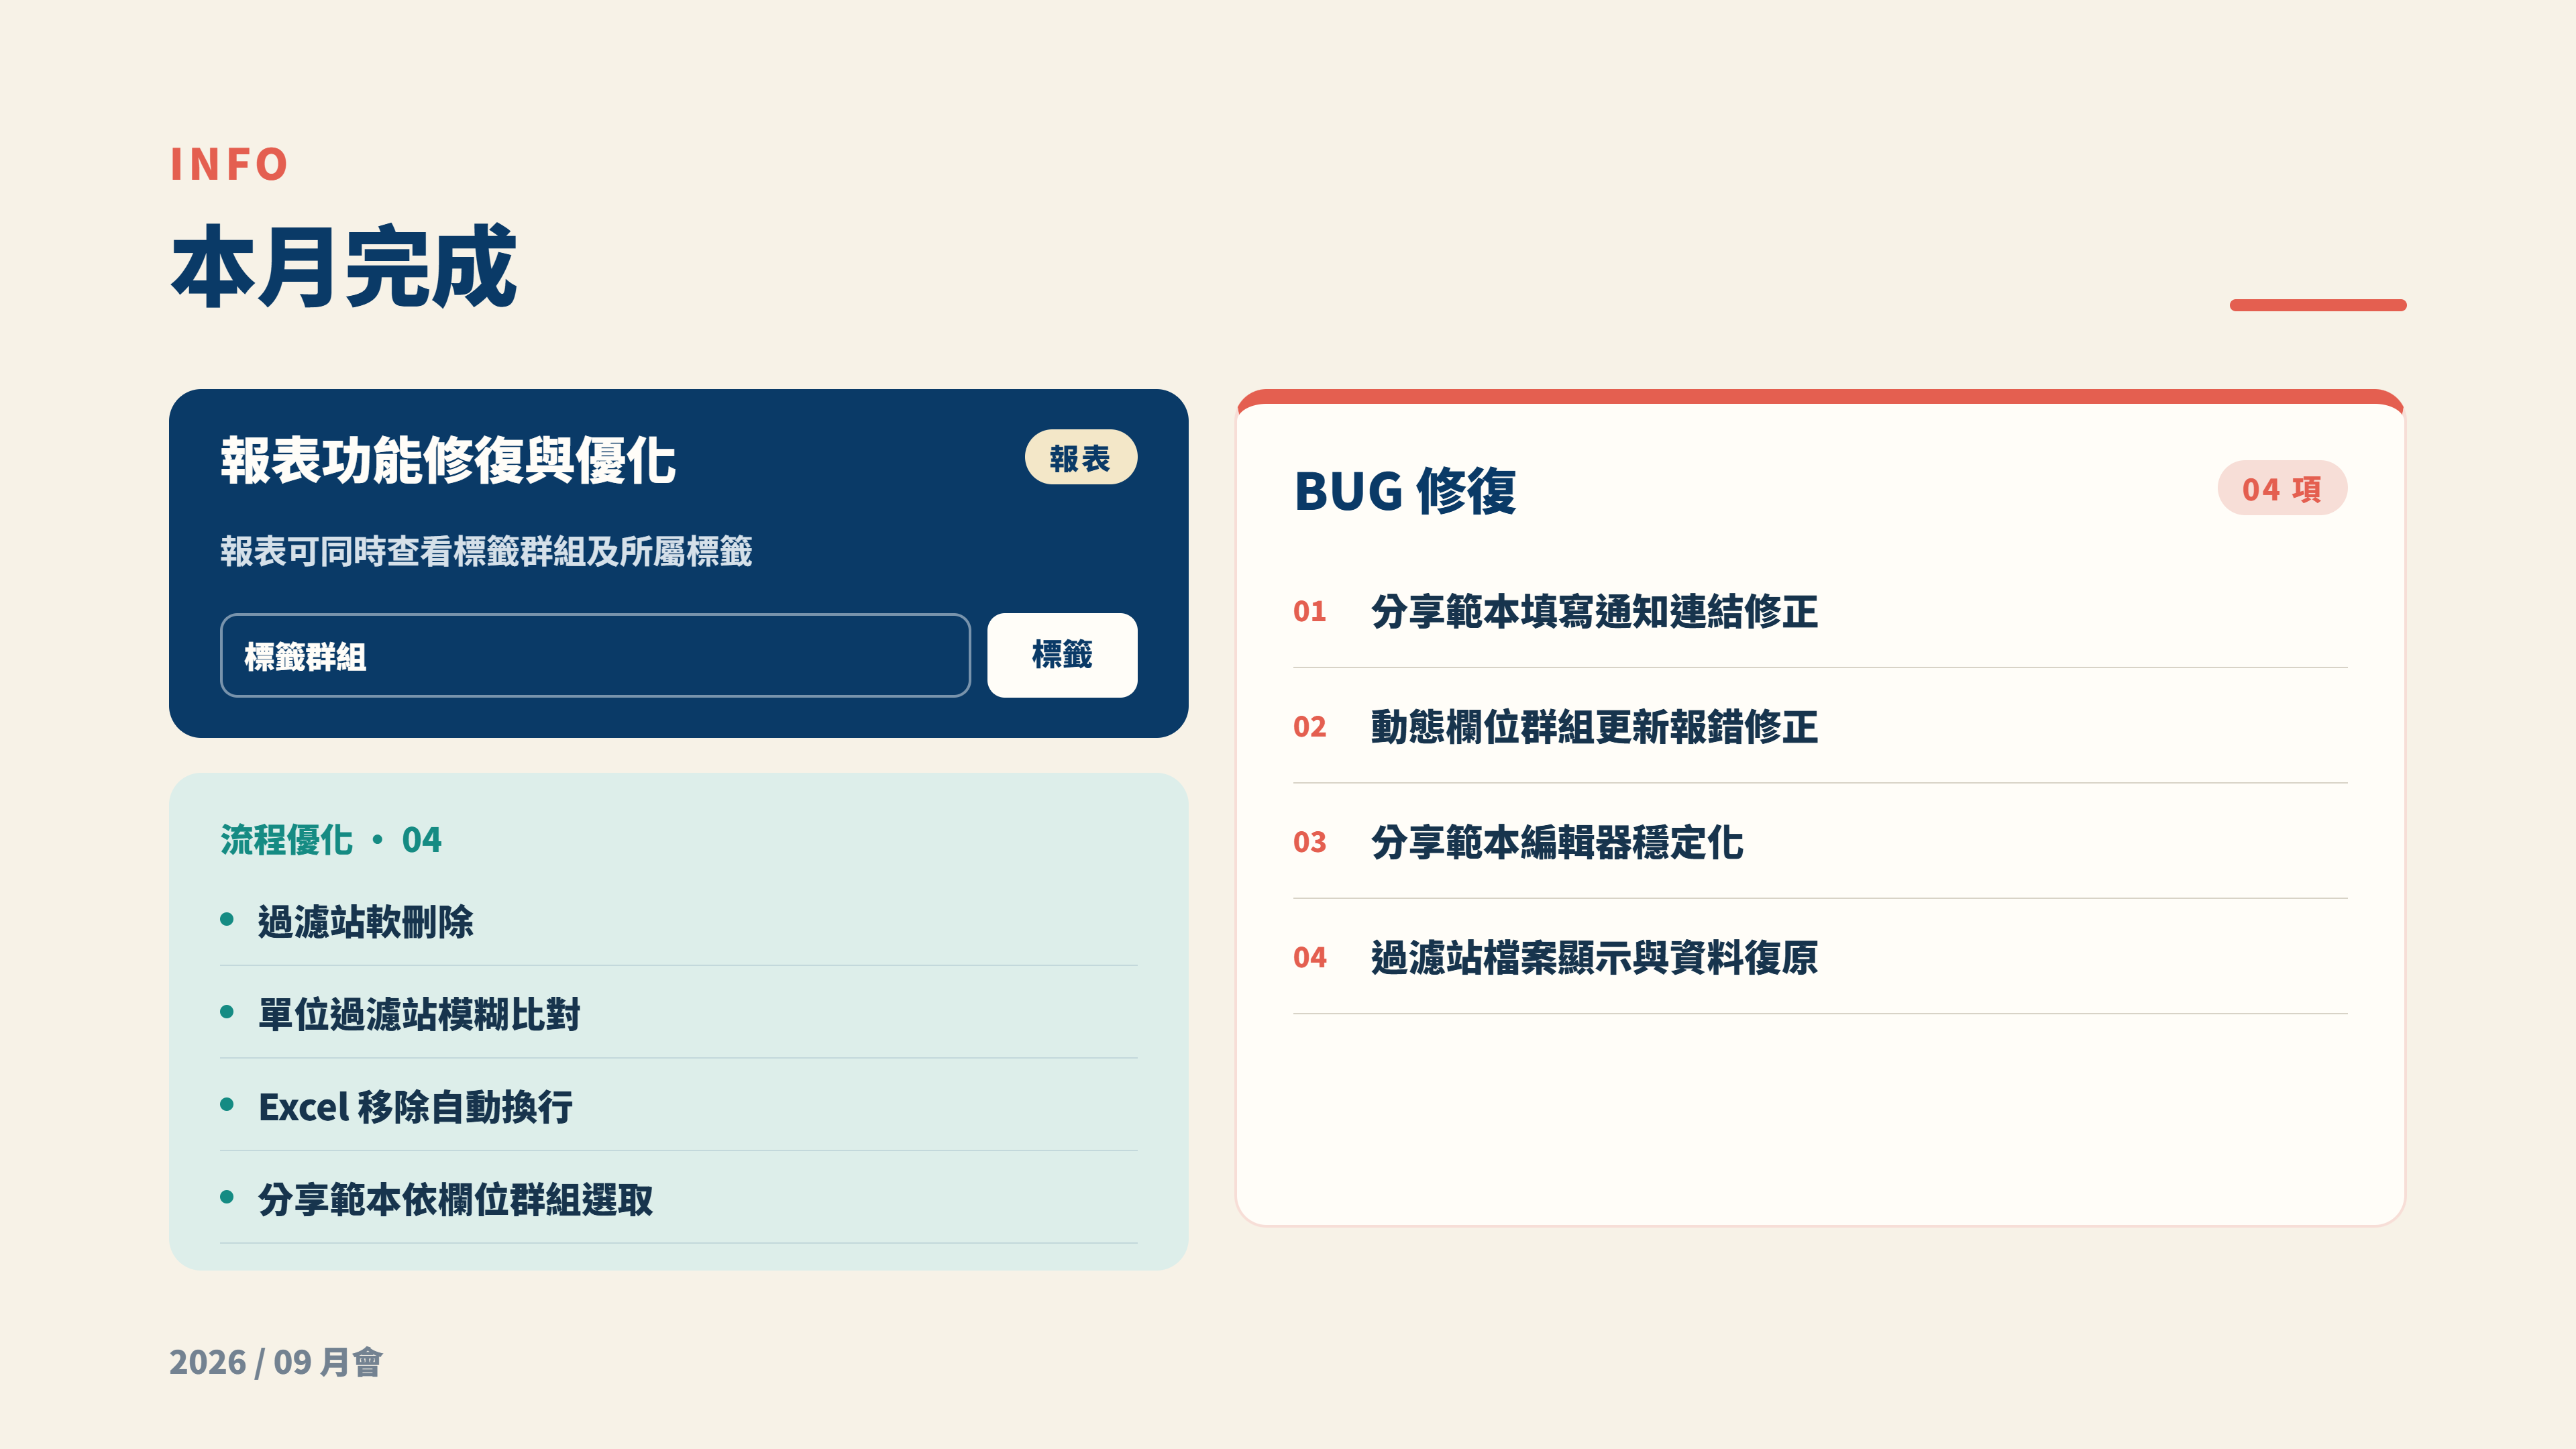 INFO
本月完成
報表功能修復與優化
報表
報表可同時查看標籤群組及所屬標籤
標籤群組
標籤
流程優化 • 04
過濾站軟刪除
單位過濾站模糊比對
Excel 移除自動換行
分享範本依欄位群組選取
BUG 修復
04 項
01 分享範本填寫通知連結修正
02 動態欄位群組更新報錯修正
03 分享範本編輯器穩定化
04 過濾站檔案顯示與資料復原
2026 / 09 月會